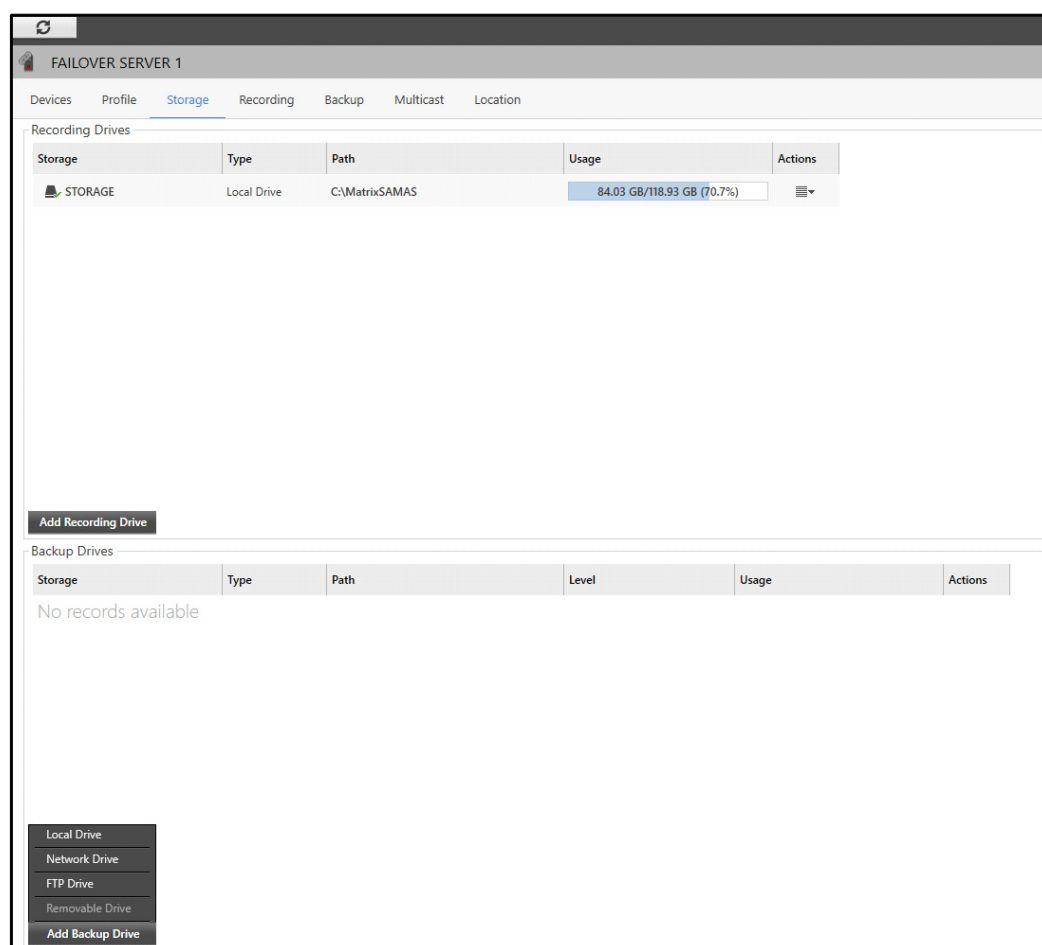 FAILOVER SERVER 1
Devices Profile Storage Recording Backup Multicast Location
Recording Drives
Storage Type Path Usage Actions
STORAGE Local Drive C:\MatrixSAMAS 84.03 GB/118.93 GB (70.7%)
Add Recording Drive
Backup Drives
Storage Type Path Level Usage Actions
No records available
Local Drive
Network Drive
FTP Drive
Removable Drive
Add Backup Drive